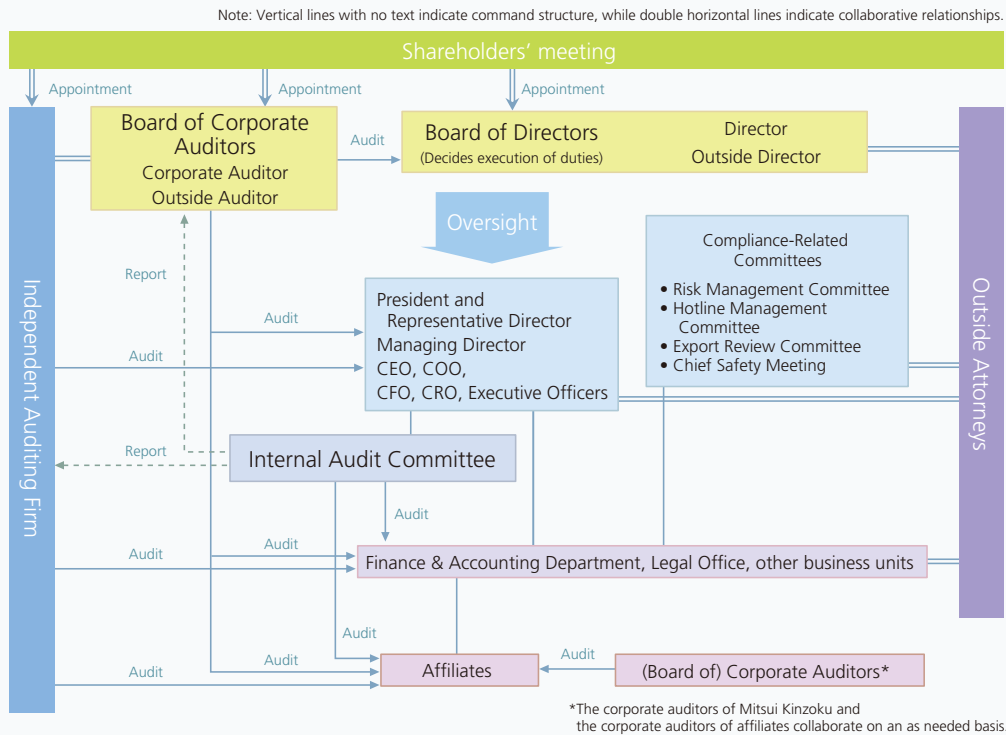 Note: Vertical lines with no text indicate command structure, while double horizontal lines indicate collaborative relationships.
Shareholders’ meeting
Appointment
Appointment
Appointment
Independent Auditing Firm
Board of Corporate
Auditors
Corporate Auditor
Outside Auditor
Audit
Board of Directors
(Decides execution of duties)
Director
Outside Director
Outside Attorneys
Oversight
Report
Compliance-Related
Committees
• Risk Management Committee
• Hotline Management
Committee
• Export Review Committee
• Chief Safety Meeting
Audit
Audit
President and
Representative Director
Managing Director
CEO, COO,
CFO, CRO, Executive Officers
Report
Internal Audit Committee
Audit
Audit
Audit
Finance & Accounting Department, Legal Office, other business units
Audit
Audit
Audit
Affiliates
Audit
(Board of) Corporate Auditors*
*The corporate auditors of Mitsui Kinzoku and
the corporate auditors of affiliates collaborate on an as needed basis